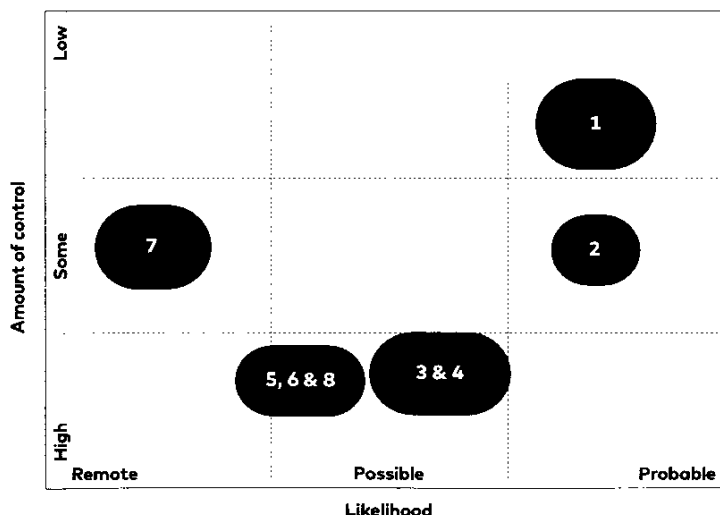 Low
1
Amount of control
Some
7
2
5, 6 & 8
3 & 4
High
Remote
Possible
Probable
Likelihood